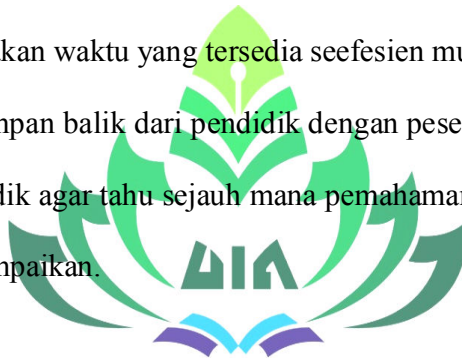 akan waktu yang tersedia seefesien mu
mpan balik dari pendidik dengan pese
dik agar tahu sejauh mana pemahaman
mpaikan.
UIN